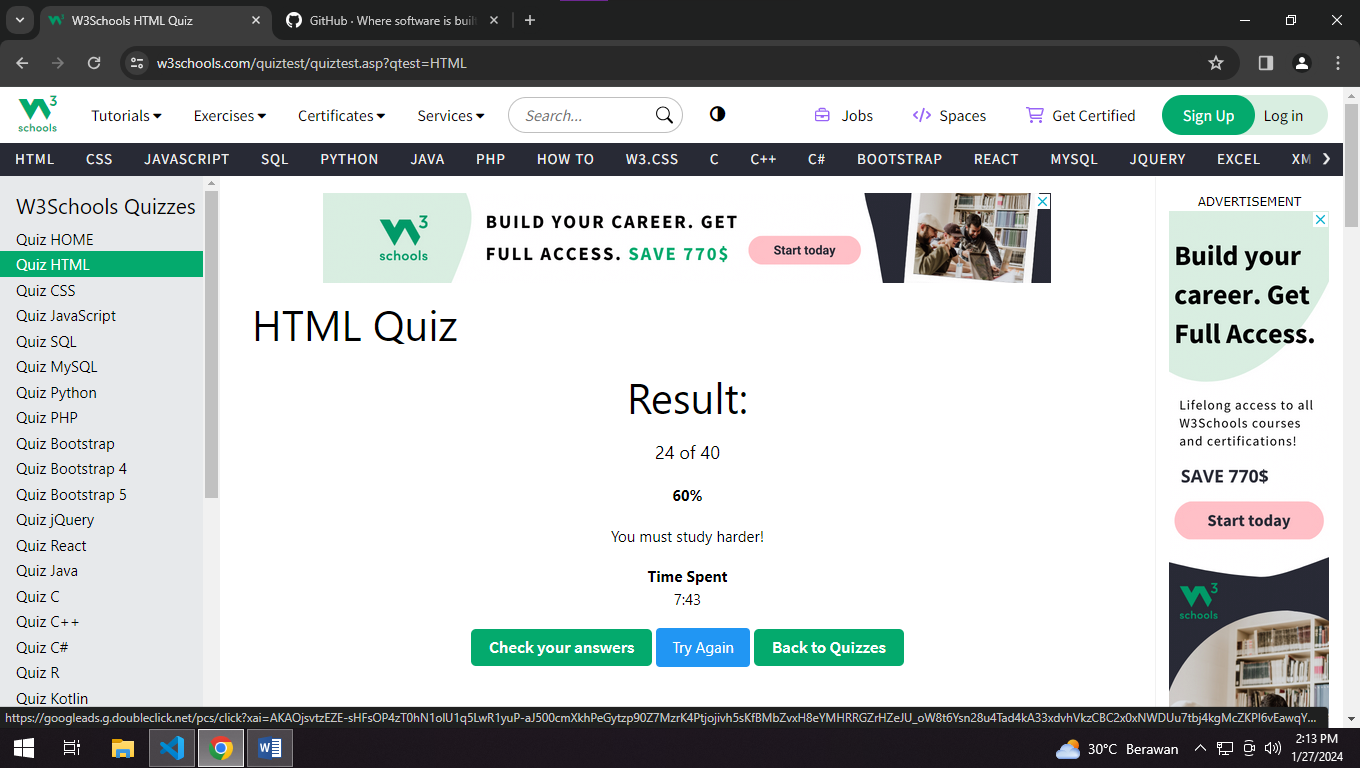 W3Schools HTML Quiz
GitHub · Where software is buil
w3schools.com/quiztest/quiztest.asp?qtest=HTML
W3 schools
Tutorials Exercises Certificates Services Search... Jobs Spaces Get Certified Sign Up Log in
HTML CSS JAVASCRIPT SQL PYTHON JAVA PHP HOW TO W3.CSS C C++ C# BOOTSTRAP REACT MYSQL JQUERY EXCEL XM
W3Schools Quizzes
Quiz HOME
Quiz HTML
Quiz CSS
Quiz JavaScript
Quiz SQL
Quiz MySQL
Quiz Python
Quiz PHP
Quiz Bootstrap
Quiz Bootstrap 4
Quiz Bootstrap 5
Quiz jQuery
Quiz React
Quiz Java
Quiz C
Quiz C++
Quiz C#
Quiz R
Quiz Kotlin
W3 schools
BUILD YOUR CAREER. GET
FULL ACCESS. SAVE 770$
Start today
HTML Quiz
Result:
24 of 40
60%
You must study harder!
Time Spent
7:43
Check your answers Try Again Back to Quizzes
ADVERTISEMENT
Build your
career. Get
Full Access.
Lifelong access to all
W3Schools courses
and certifications!
SAVE 770$
Start today
W3 schools
30°C Berawan
2:13 PM
1/27/2024